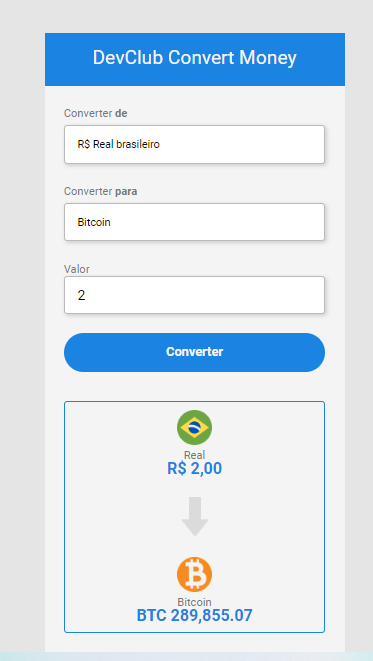 DevClub Convert Money
Converter de
R$ Real brasileiro
Converter para
Bitcoin
Valor
2
Converter
Real
R$ 2,00
Bitcoin
BTC 289,855.07